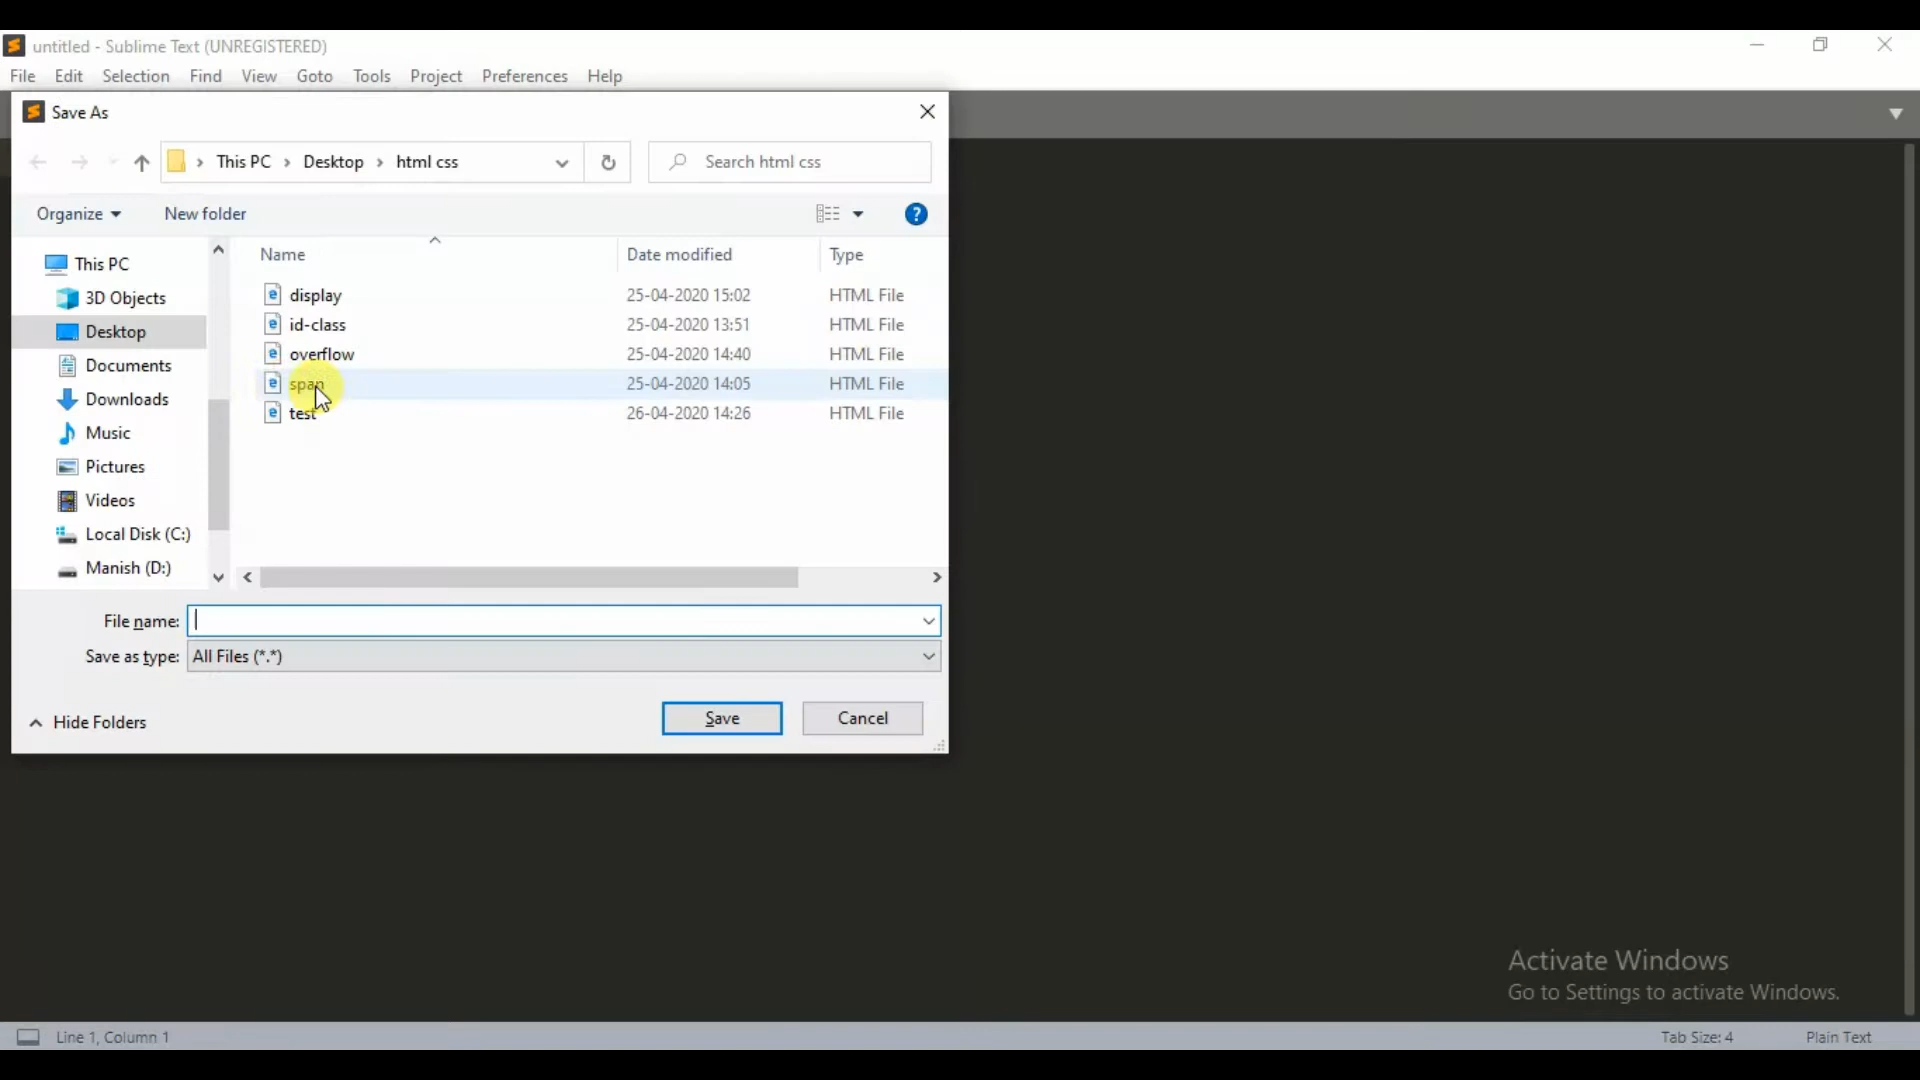 untitled - Sublime Text (UNREGISTERED)
File Edit Selection Find View Goto Tools Project Preferences Help
Save As
This PC > Desktop > html css
Search html css
Organize New folder
This PC
3D Objects
Desktop
Documents
Downloads
Music
Pictures
Videos
Local Disk (C:)
Manish (D:)
Name Date modified Type
display 25-04-2020 15:02 HTML File
id-class 25-04-2020 13:51 HTML File
overflow 25-04-2020 14:40 HTML File
span 25-04-2020 14:05 HTML File
test 26-04-2020 14:26 HTML File
File name:
Save as type: All Files (*.*)
Hide Folders
Save Cancel
Activate Windows
Go to Settings to activate Windows.
Line 1, Column 1 Tab Size: 4 Plain Text